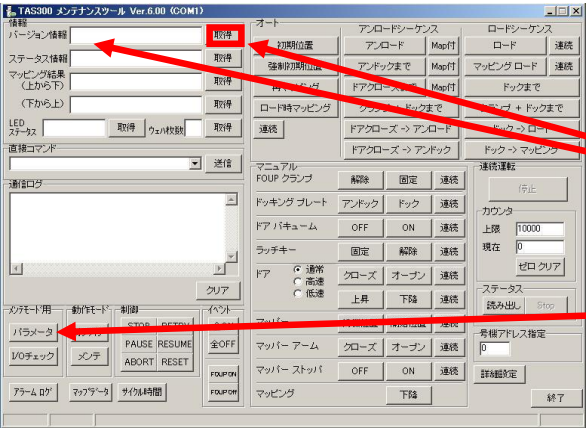 TAS300 メンテナンスツール Ver.6.00 (COM1)
情報
バージョン情報 取得
ステータス情報 取得
マッピング結果
（上から下） 取得
（下から上） 取得
LED
ステータス 取得 ウェハ枚数 取得
直接コマンド
送信
通信ログ
クリア
メンテモード用
パラメータ
I/Oチェック
動作モード
メンテ
制御
STOP RETRY
PAUSE RESUME
ABORT RESET
イベント
全OFF
FOUP ON
FOUP Off
アラーム ログ マップデータ サイクル時間
オート
初期位置
強制初期位置
ロード時マッピング
連続
アンロードシーケンス
アンロード Map付
アンドックまで Map付
ドアクローズまで Map付
ドアクローズ -> アンロード
ドアクローズ -> アンドック
ロードシーケンス
ロード 連続
マッピング ロード 連続
ドックまで
クランプ + ドックまで
ドック -> ロード
ドック -> マッピング
マニュアル
FOUP クランプ 解除 固定 連続
ドッキング プレート アンドック ドック 連続
ドア バキューム OFF ON 連続
ラッチキー 固定 解除 連続
ドア 通常 高速 低速 クローズ オープン 連続
上昇 下降 連続
マッパー アーム クローズ オープン 連続
マッパー ストッパ OFF ON 連続
マッピング 下降
連続運転
停止
カウンタ
上限 10000
現在 0
ゼロ クリア
ステータス
読み出し Stop
号機アドレス指定
0
詳細設定
終了